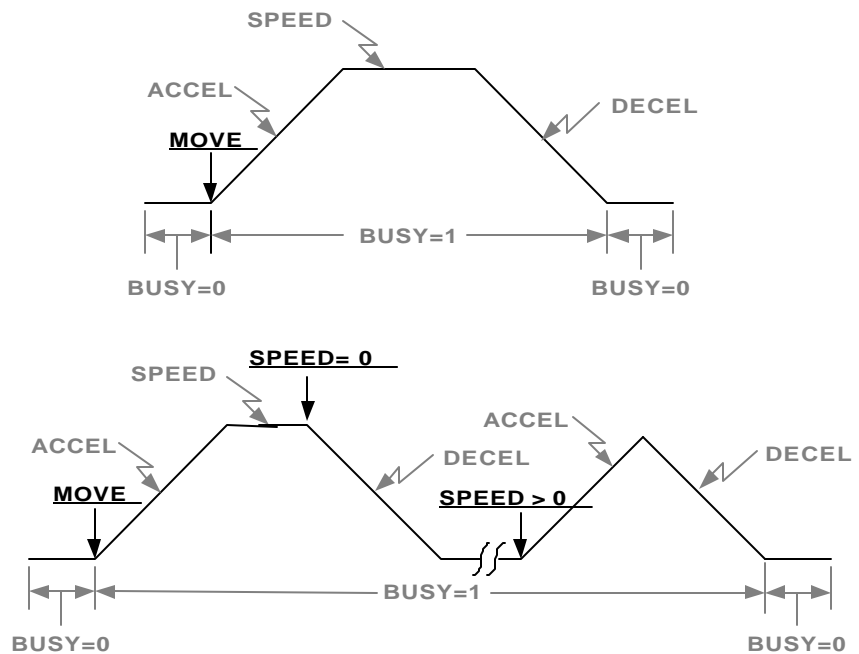 SPEED
ACCEL
DECEL
MOVE
BUSY=1
BUSY=0
BUSY=0
SPEED= 0
SPEED
ACCEL
ACCEL
DECEL
DECEL
MOVE
SPEED > 0
BUSY=1
BUSY=0
BUSY=0